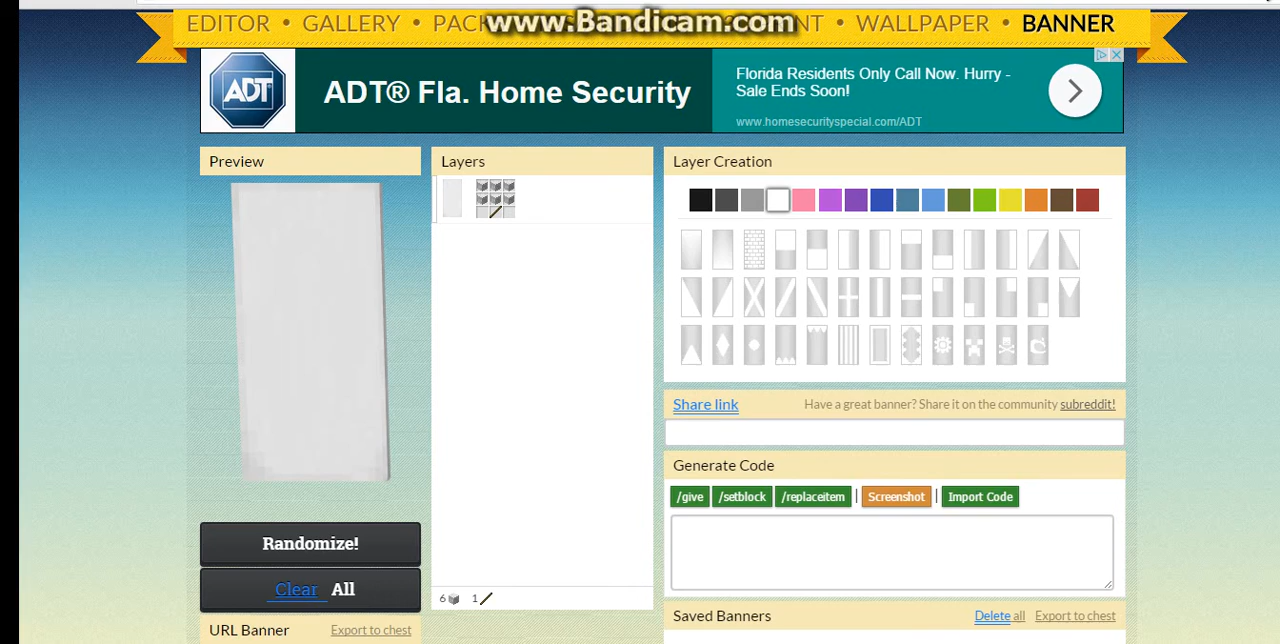 EDITOR • GALLERY • PAC www.Bandicam.com NT • WALLPAPER • BANNER
ADT
ADT® Fla. Home Security
Florida Residents Only Call Now. Hurry -
Sale Ends Soon!
www.homesecurityspecial.com/ADT
Preview
Layers
Layer Creation
Share link
Have a great banner? Share it on the community subreddit!
Generate Code
/give
/setblock
/replaceitem
|
Screenshot
|
Import Code
Randomize!
Clear All
6
1
Saved Banners
Delete all
Export to chest
URL Banner
Export to chest